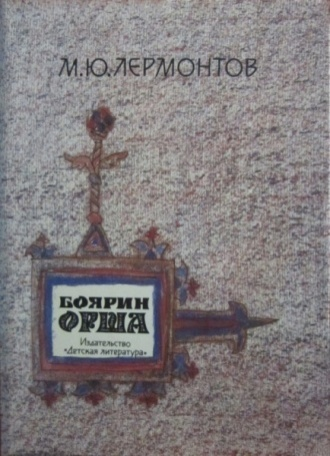 М.Ю.ЛЕРМОНТОВ
БОЯРИН
ОРША
Издательство
«Детская литература»